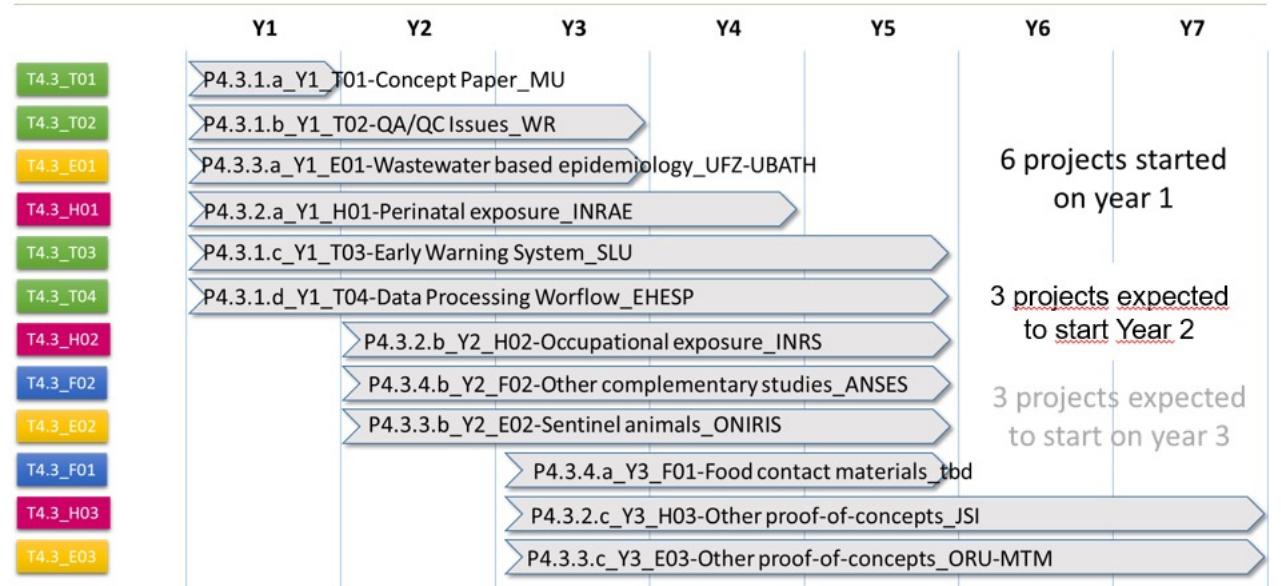 Y1 Y2 Y3 Y4 Y5 Y6 Y7
T4.3_T01 P4.3.1.a_Y1_T01-Concept Paper_MU
T4.3_T02 P4.3.1.b_Y1_T02-QA/QC Issues_WR
T4.3_E01 P4.3.3.a_Y1_E01-Wastewater based epidemiology_UFZ-UBATH
T4.3_H01 P4.3.2.a_Y1_H01-Perinatal exposure_INRAE
T4.3_T03 P4.3.1.c_Y1_T03-Early Warning System_SLU
T4.3_T04 P4.3.1.d_Y1_T04-Data Processing Worflow_EHESP
T4.3_H02 P4.3.2.b_Y2_H02-Occupational exposure_INRS
T4.3_F02 P4.3.4.b_Y2_F02-Other complementary studies_ANSES
T4.3_E02 P4.3.3.b_Y2_E02-Sentinel animals_ONIRIS
T4.3_F01 P4.3.4.a_Y3_F01-Food contact materials_tbd
T4.3_H03 P4.3.2.c_Y3_H03-Other proof-of-concepts_JSI
T4.3_E03 P4.3.3.c_Y3_E03-Other proof-of-concepts_ORU-MTM
6 projects started
on year 1
3 projects expected
to start Year 2
3 projects expected
to start on year 3